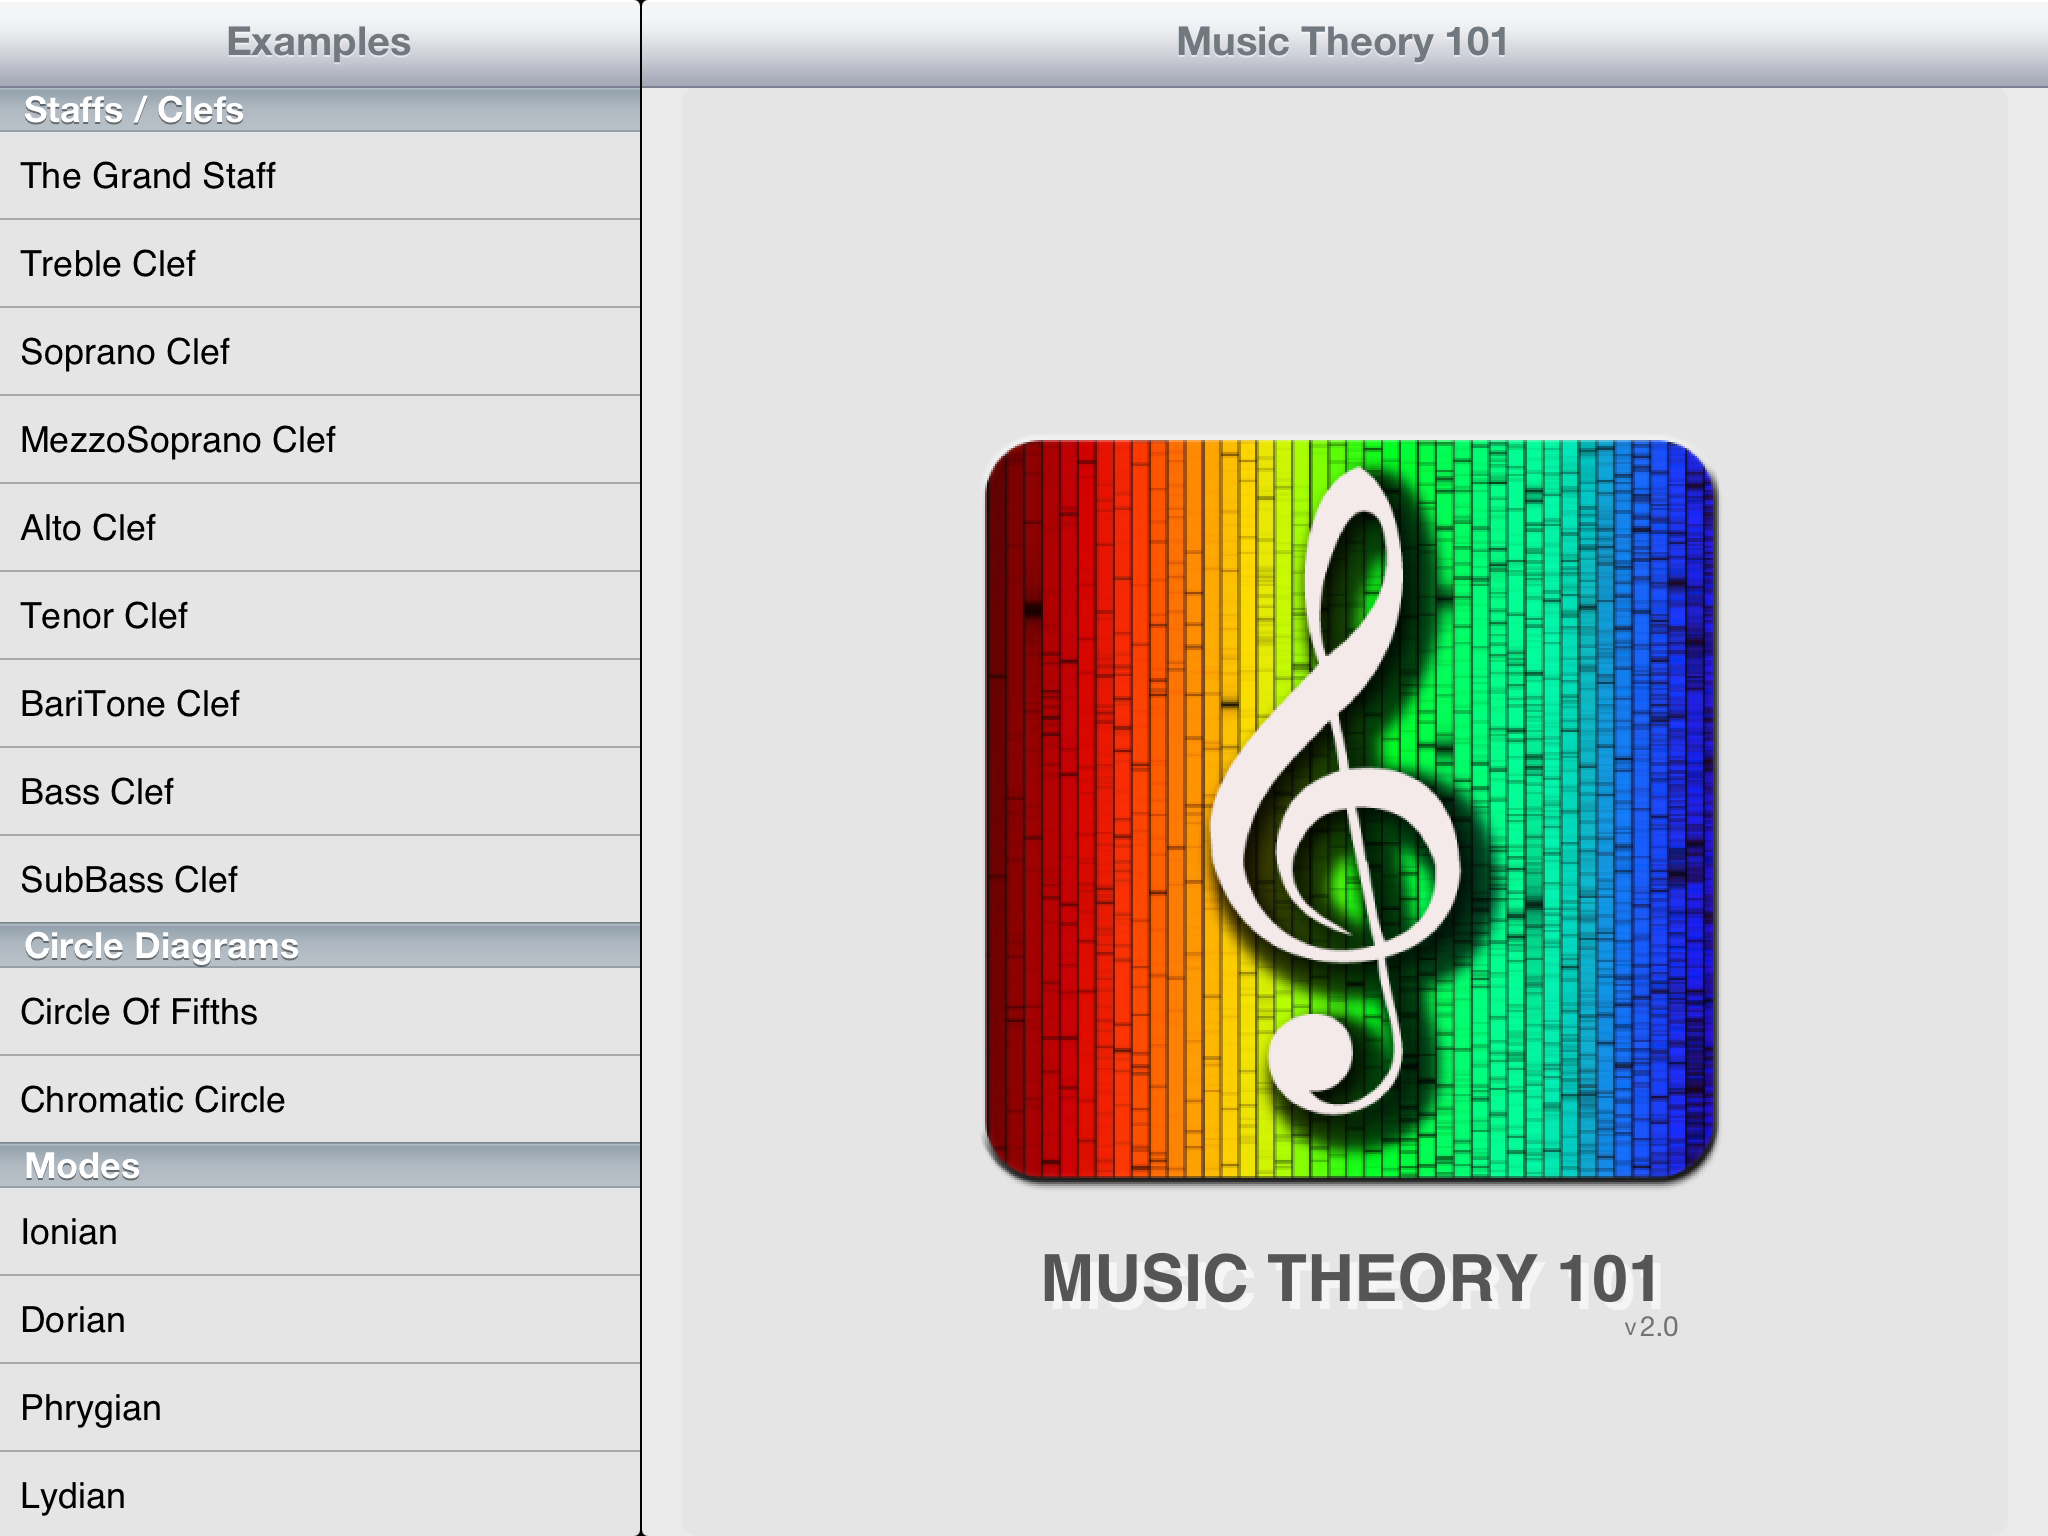 Examples
Staffs / Clefs
The Grand Staff
Treble Clef
Soprano Clef
MezzoSoprano Clef
Alto Clef
Tenor Clef
BariTone Clef
Bass Clef
SubBass Clef
Circle Diagrams
Circle Of Fifths
Chromatic Circle
Modes
Ionian
Dorian
Phrygian
Lydian
Music Theory 101
MUSIC THEORY 101
v2.0